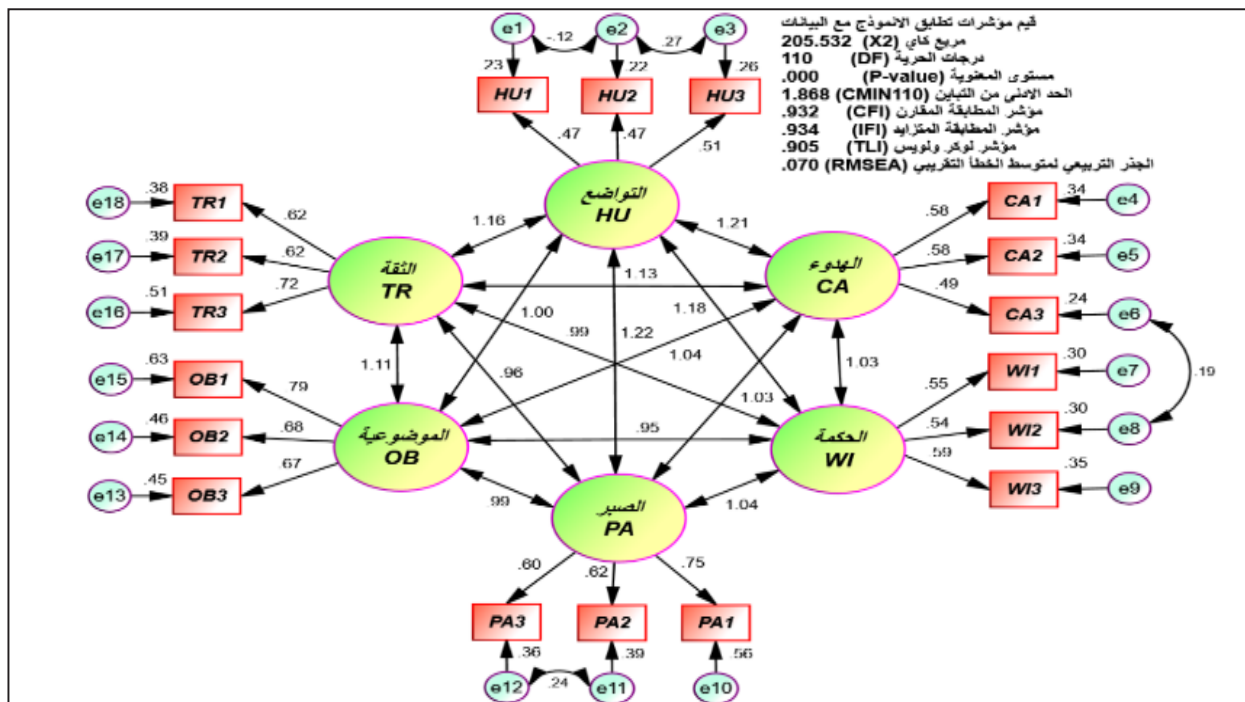 قيم مؤشرات تطابق الانموذج مع البيانات
مربع كاي (X2) 205.532
درجات الحرية (DF) 110
مستوى المعنوية (P-value) .000
الحد الادنى من التباين (CMIN110) 1.868
مؤشر المطابقة المقارن (CFI) .932
مؤشر المطابقة المتزايد (IFI) .934
مؤشر لوكر ولويس (TLI) .905
الجذر التربيعي لمتوسط الخطأ التقريبي (RMSEA) .070
e1 -.12 e2 .27 e3
.23 .22 .26
HU1 HU2 HU3
.47 .47 .51
التواضع
HU
e18 .38 TR1 .62
e17 .39 TR2 .62
e16 .51 TR3 .72
الثقة
TR
1.16 1.21
CA1 .34 e4 .58
CA2 .34 e5 .58
CA3 .24 e6 .49
الهدوء
CA
1.13
1.00 .99 1.22 1.18
1.04
1.11 .96 1.03 1.03
.19
e15 .63 OB1 .79
e14 .46 OB2 .68
e13 .45 OB3 .67
الموضوعية
OB
.95
WI1 .30 e7 .55
WI2 .30 e8 .54
WI3 .35 e9 .59
الحكمة
WI
.99 1.04
الصبر
PA
.60 .62 .75
PA3 PA2 PA1
.36 .39 .56
e12 .24 e11 e10